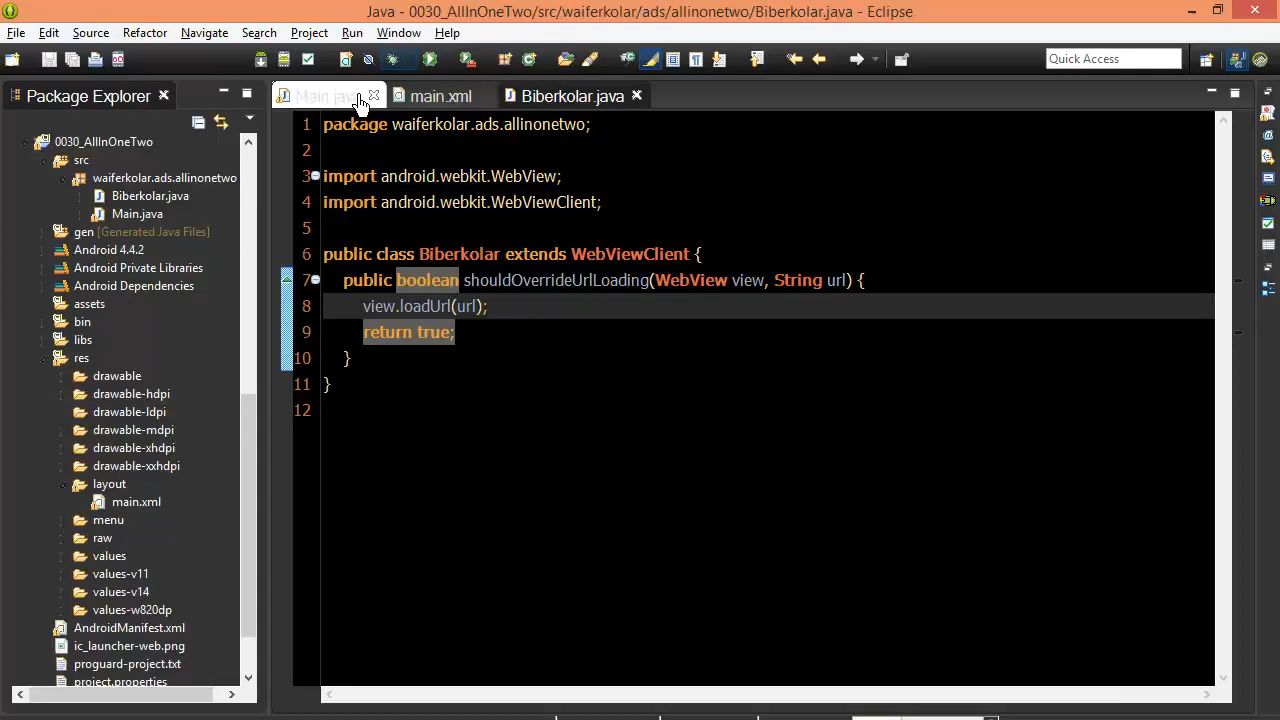 Java - 0030_AllInOneTwo/src/waiferkolar/ads/allinonetwo/Biberkolar.java - Eclipse
File Edit Source Refactor Navigate Search Project Run Window Help
Quick Access
Package Explorer
Main.java main.xml Biberkolar.java
0030_AllInOneTwo
src
waiferkolar.ads.allinonetwo
Biberkolar.java
Main.java
gen [Generated Java Files]
Android 4.4.2
Android Private Libraries
Android Dependencies
assets
bin
libs
res
drawable
drawable-hdpi
drawable-ldpi
drawable-mdpi
drawable-xhdpi
drawable-xxhdpi
layout
main.xml
menu
raw
values
values-v11
values-v14
values-w820dp
AndroidManifest.xml
ic_launcher-web.png
proguard-project.txt
project.properties
1 package waiferkolar.ads.allinonetwo;
2
3 import android.webkit.WebView;
4 import android.webkit.WebViewClient;
5
6 public class Biberkolar extends WebViewClient {
7 public boolean shouldOverrideUrlLoading(WebView view, String url) {
8 view.loadUrl(url);
9 return true;
10 }
11 }
12